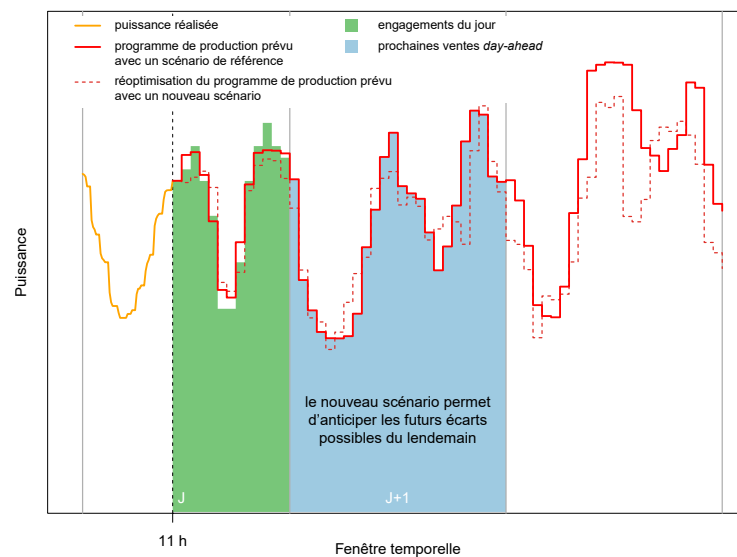 puissance réalisée
programme de production prévu
avec un scénario de référence
réoptimisation du programme de production prévu
avec un nouveau scénario
engagements du jour
prochaines ventes day-ahead
Puissance
le nouveau scénario permet
d'anticiper les futurs écarts
possibles du lendemain
J
J+1
11 h
Fenêtre temporelle